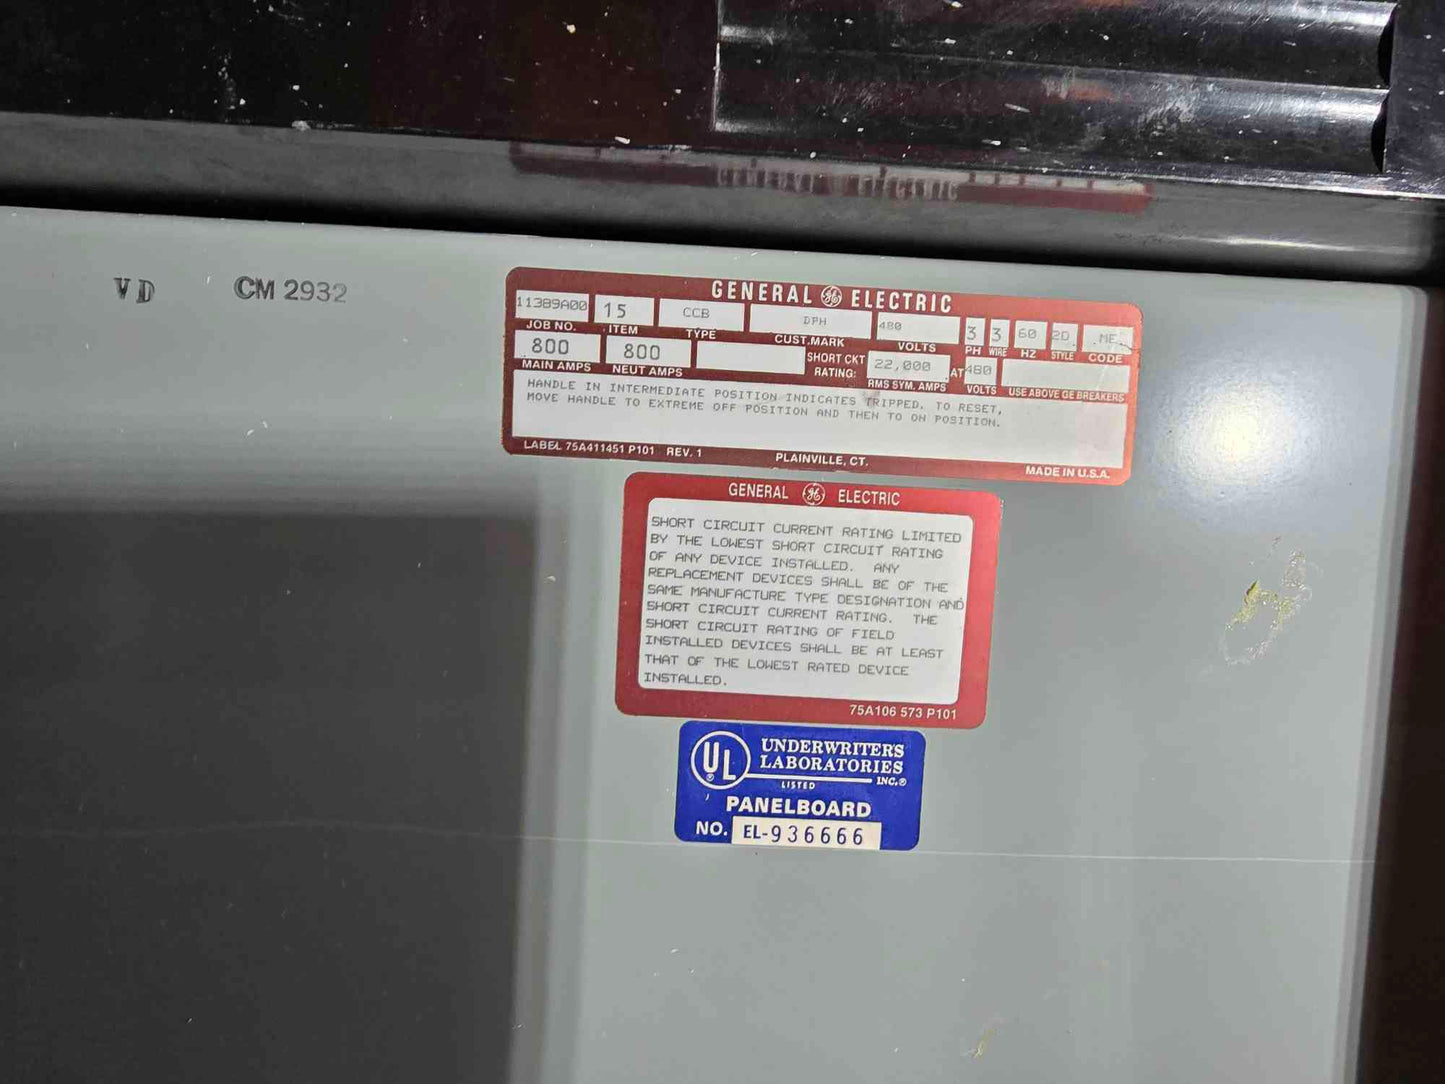 VD CM 2932
GENERAL GE ELECTRIC
11389A00 15 CCB DPH 480 3 3 60 2D ME
JOB NO. ITEM TYPE CUST.MARK VOLTS PH WIRE HZ STYLE CODE
800 800 SHORT CKT RATING: 22,000 AT 480
MAIN AMPS NEUT AMPS RMS SYM. AMPS VOLTS USE ABOVE GE BREAKERS
HANDLE IN INTERMEDIATE POSITION INDICATES TRIPPED. TO RESET,
MOVE HANDLE TO EXTREME OFF POSITION AND THEN TO ON POSITION.
LABEL 75A411451 P101 REV. 1 PLAINVILLE, CT. MADE IN U.S.A.
GENERAL GE ELECTRIC
SHORT CIRCUIT CURRENT RATING LIMITED
BY THE LOWEST SHORT CIRCUIT RATING
OF ANY DEVICE INSTALLED. ANY
REPLACEMENT DEVICES SHALL BE OF THE
SAME MANUFACTURE TYPE DESIGNATION AND
SHORT CIRCUIT CURRENT RATING. THE
SHORT CIRCUIT RATING OF FIELD
INSTALLED DEVICES SHALL BE AT LEAST
THAT OF THE LOWEST RATED DEVICE
INSTALLED.
75A106 573 P101
UL® UNDERWRITERS
LABORATORIES
INC.®
LISTED
PANELBOARD
NO. EL-936666